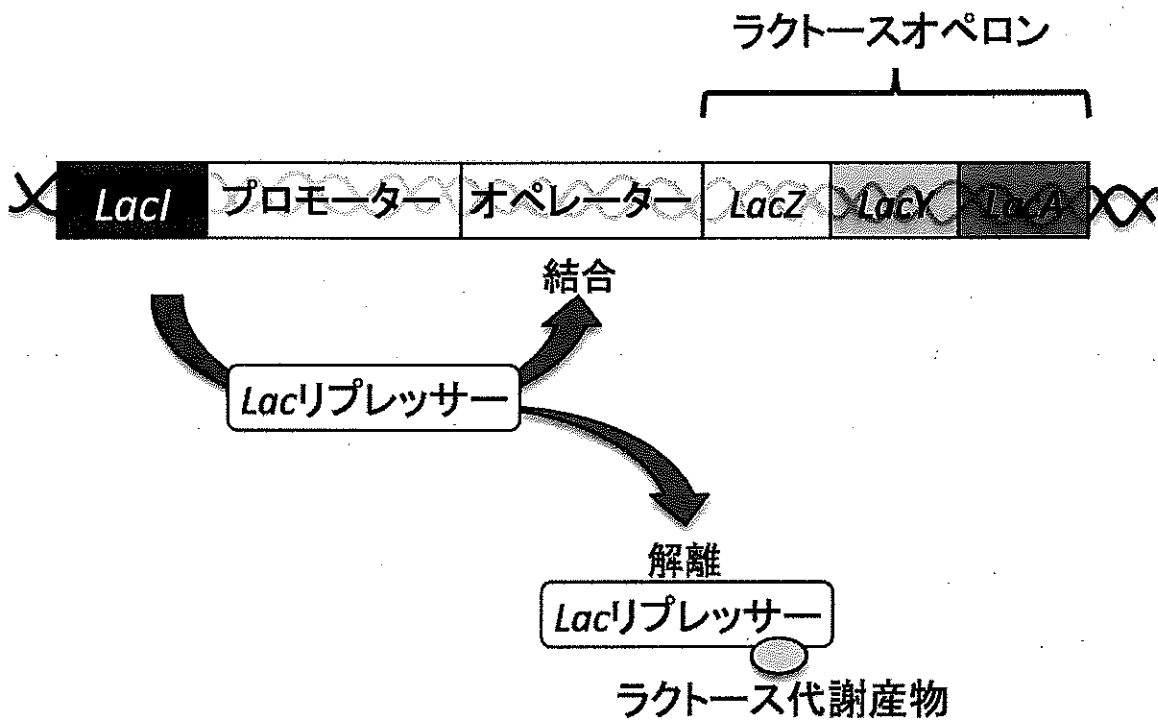 ラクトースオペロン
LacI プロモーター オペレーター LacZ LacY LacA
結合
Lacリプレッサー
解離
Lacリプレッサー
ラクトース代謝産物